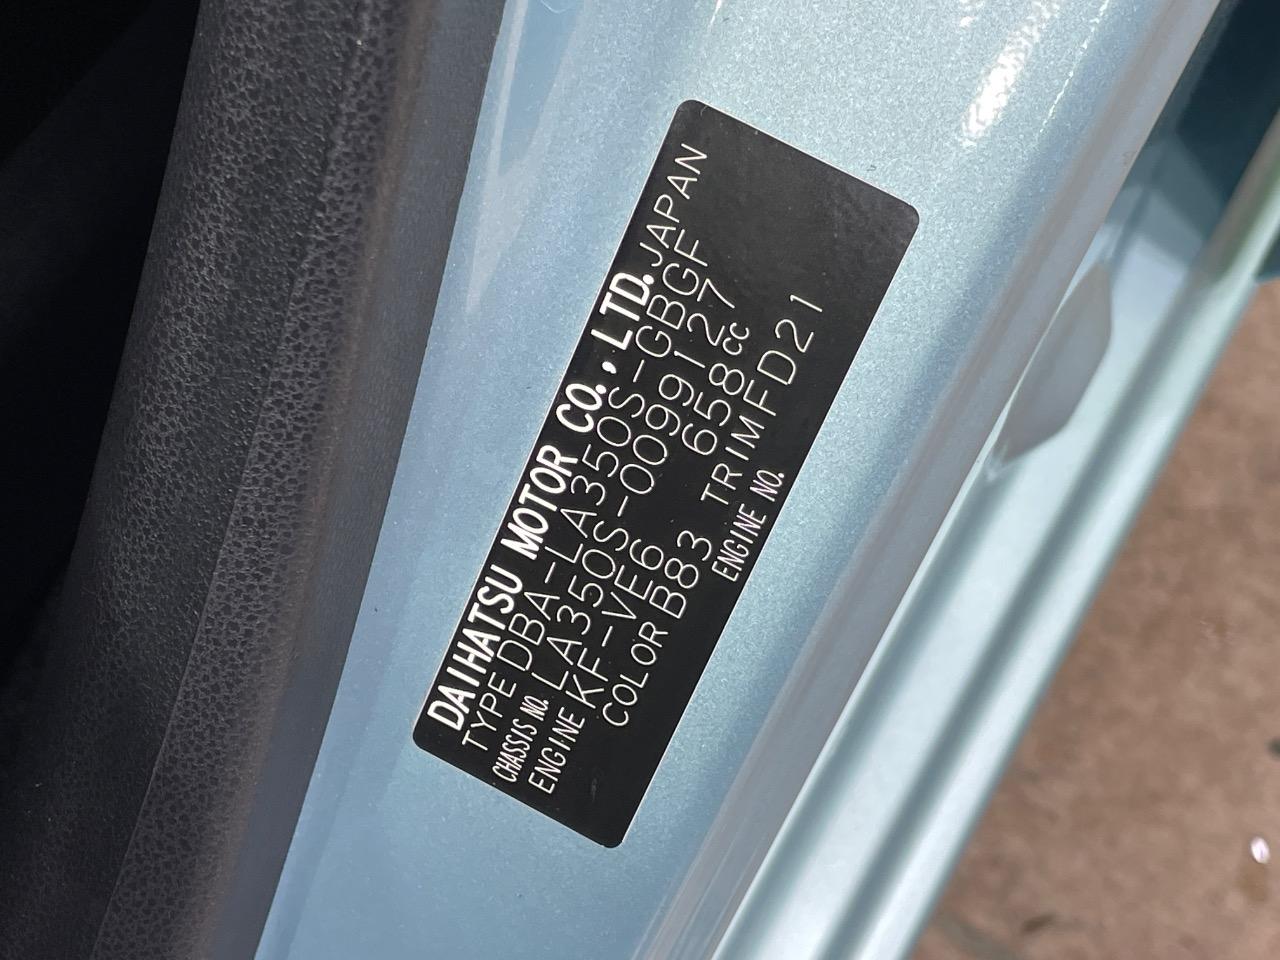 DAIHATSU MOTOR CO., LTD. JAPAN
TYPE DBA-LA350S-GBGF
CHASSIS NO. LA350S-0099127
ENGINE KF-VE6 658cc
COLOR B83 TRIM FD21
ENGINE NO.